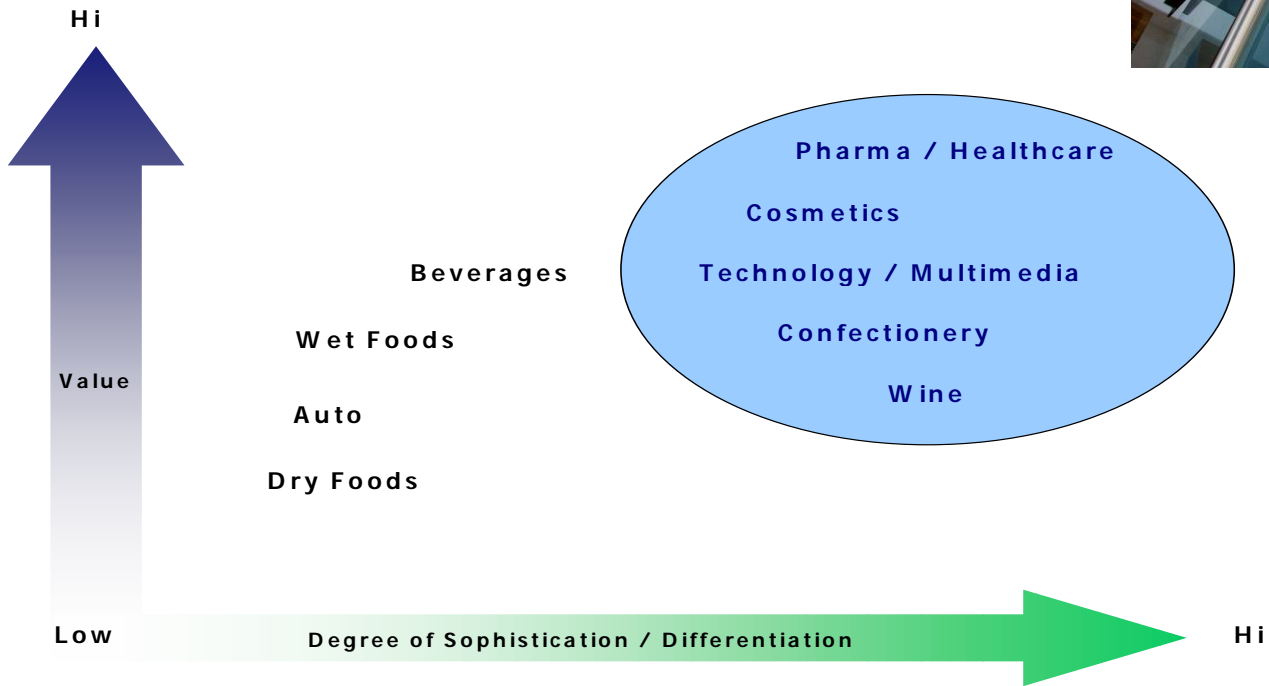 Hi
Pharma / Healthcare
Cosmetics
Beverages
Technology / Multimedia
Wet Foods
Confectionery
Value
Wine
Auto
Dry Foods
Low
Degree of Sophistication / Differentiation
Hi